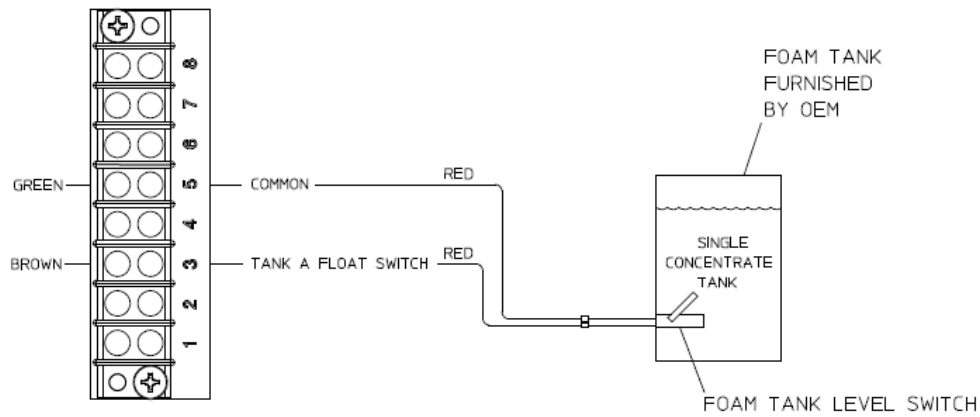 FOAM TANK
FURNISHED
BY OEM
8
7
6
GREEN
5
COMMON
RED
4
BROWN
3
TANK A FLOAT SWITCH
RED
2
1
SINGLE
CONCENTRATE
TANK
FOAM TANK LEVEL SWITCH